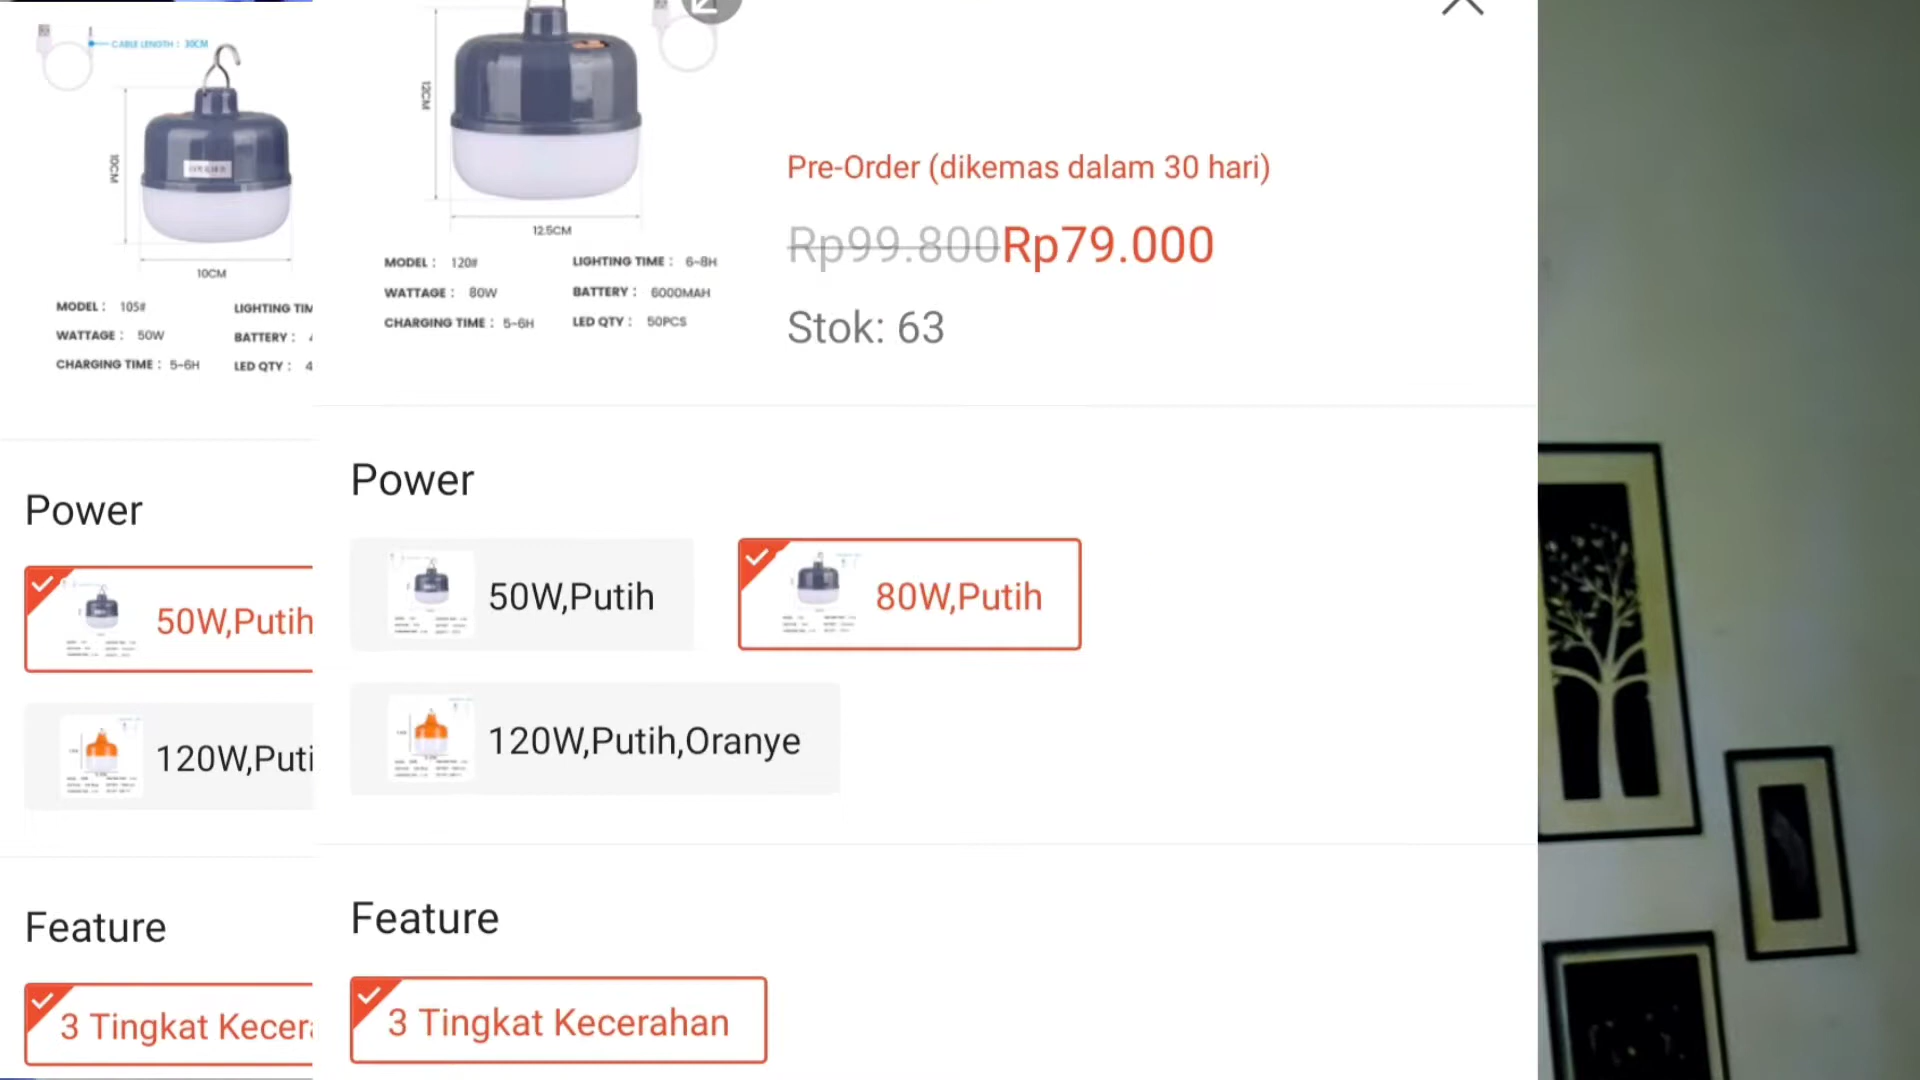 CABLE LENGTH : 30CM
10CM
10CM
MODEL : 105#
LIGHTING TIM
WATTAGE : 50W
BATTERY :
CHARGING TIME : 5-6H
LED QTY : 4
Power
50W,Putih
120W,Puti
Feature
3 Tingkat Kecera
12CM
12.5CM
MODEL : 120#
LIGHTING TIME : 6-8H
WATTAGE : 80W
BATTERY : 6000MAH
CHARGING TIME : 5-6H
LED QTY : 50PCS
Pre-Order (dikemas dalam 30 hari)
Rp99.800Rp79.000
Stok: 63
Power
50W,Putih
80W,Putih
120W,Putih,Oranye
Feature
3 Tingkat Kecerahan